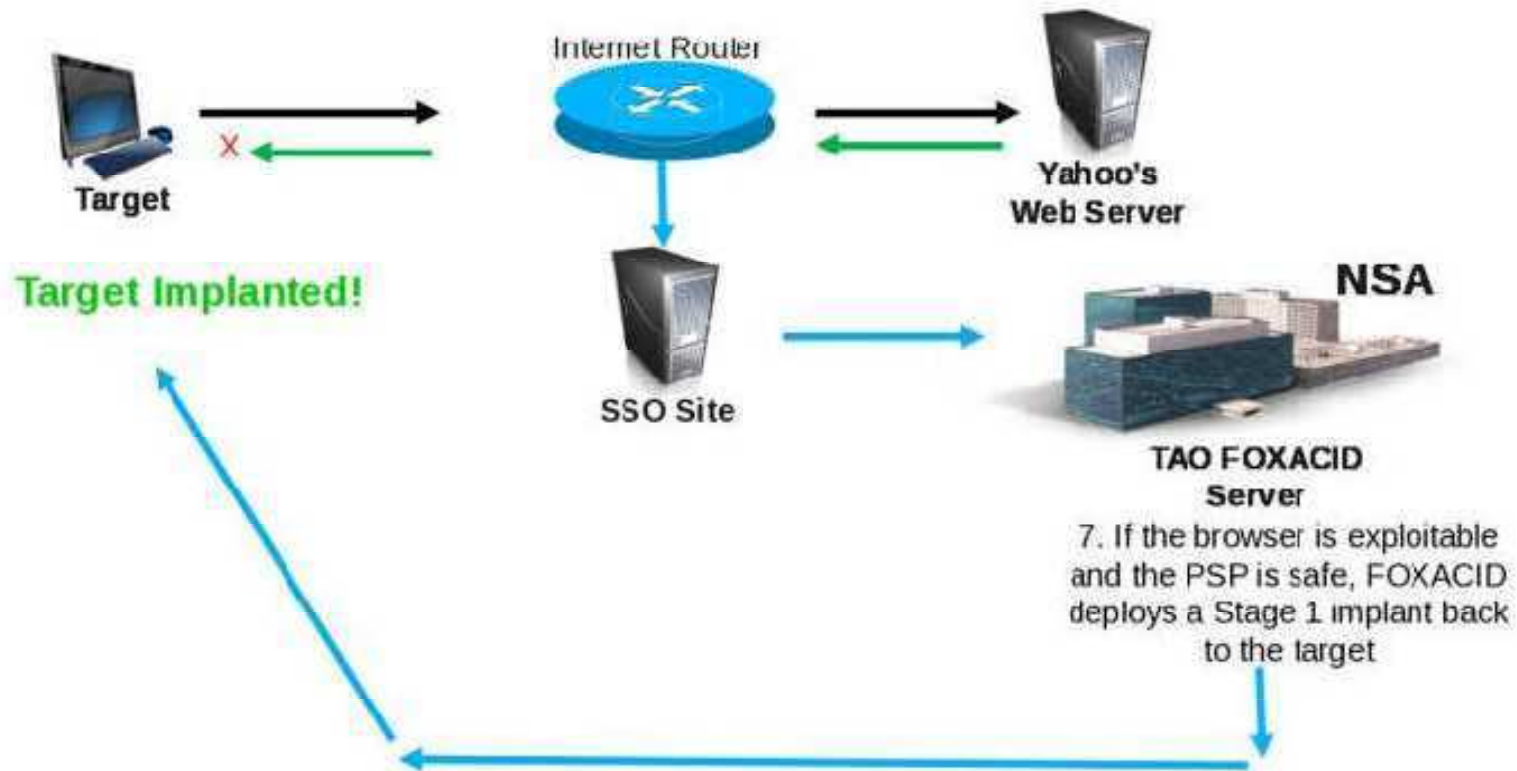 Internet Router
X
Target
Yahoo's
Web Server
Target Implanted!
NSA
SSO Site
TAO FOXACID
Server
7. If the browser is exploitable
and the PSP is safe, FOXACID
deploys a Stage 1 implant back
to the target